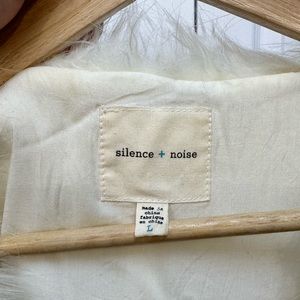 silence + noise
made in
china
fabriqué
en chine
L